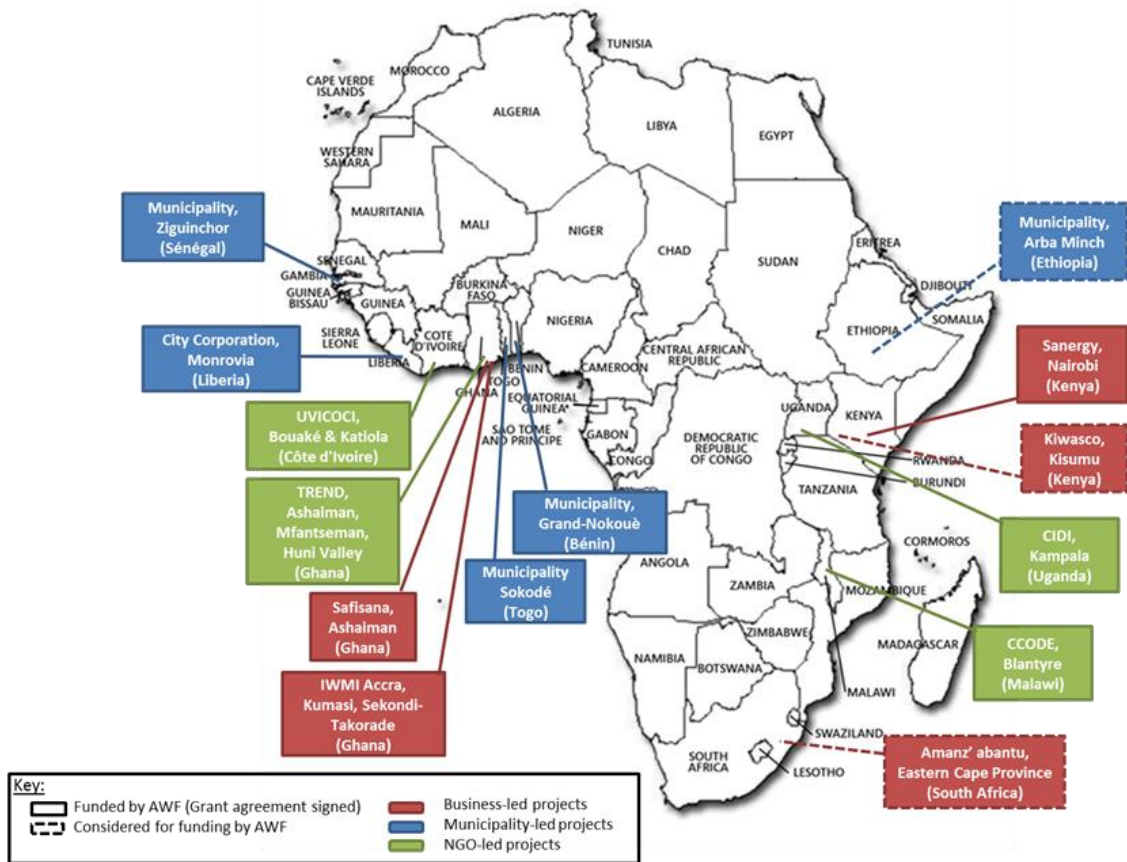 TUNISIA
MOROCCO
CAPE VERDE
ISLANDS
ALGERIA
LIBYA
EGYPT
WESTERN
SAHARA
Municipality,
Ziguinchor
(Sénégal)
MAURITANIA
MALI
NIGER
CHAD
SUDAN
ERITREA
Municipality,
Arba Minch
(Ethiopia)
SENEGAL
GAMBIA
GUINEA
BISSAU
GUINEA
BURKINA
FASO
DJIBOUTI
SOMALIA
NIGERIA
ETHIOPIA
SIERRA
LEONE
COTE
D'IVOIRE
City Corporation,
Monrovia
(Liberia)
LIBERIA
GHANA
TOGO
BENIN
CAMEROON
CENTRAL AFRICAN
REPUBLIC
EQUATORIAL
GUINEA
SAO TOME
AND PRINCIPE
Sanergy,
Nairobi
(Kenya)
UGANDA
KENYA
UVICOCI,
Bouaké & Katiola
(Côte d'Ivoire)
GABON
CONGO
DEMOCRATIC
REPUBLIC
OF CONGO
RWANDA
BURUNDI
TANZANIA
Kiwasco,
Kisumu
(Kenya)
TREND,
Ashaiman,
Mfantseman,
Huni Valley
(Ghana)
Municipality,
Grand-Nokouè
(Bénin)
CIDI,
Kampala
(Uganda)
CORMOROS
Municipality
Sokodé
(Togo)
ANGOLA
ZAMBIA
MOZAMBIQUE
Safisana,
Ashaiman
(Ghana)
ZIMBABWE
MADAGASCAR
CCODE,
Blantyre
(Malawi)
NAMIBIA
BOTSWANA
MALAWI
IWMI Accra,
Kumasi, Sekondi-
Takorade
(Ghana)
SWAZILAND
SOUTH
AFRICA
LESOTHO
Amanz’ abantu,
Eastern Cape Province
(South Africa)
Key:
Funded by AWF (Grant agreement signed)
Considered for funding by AWF
Business-led projects
Municipality-led projects
NGO-led projects